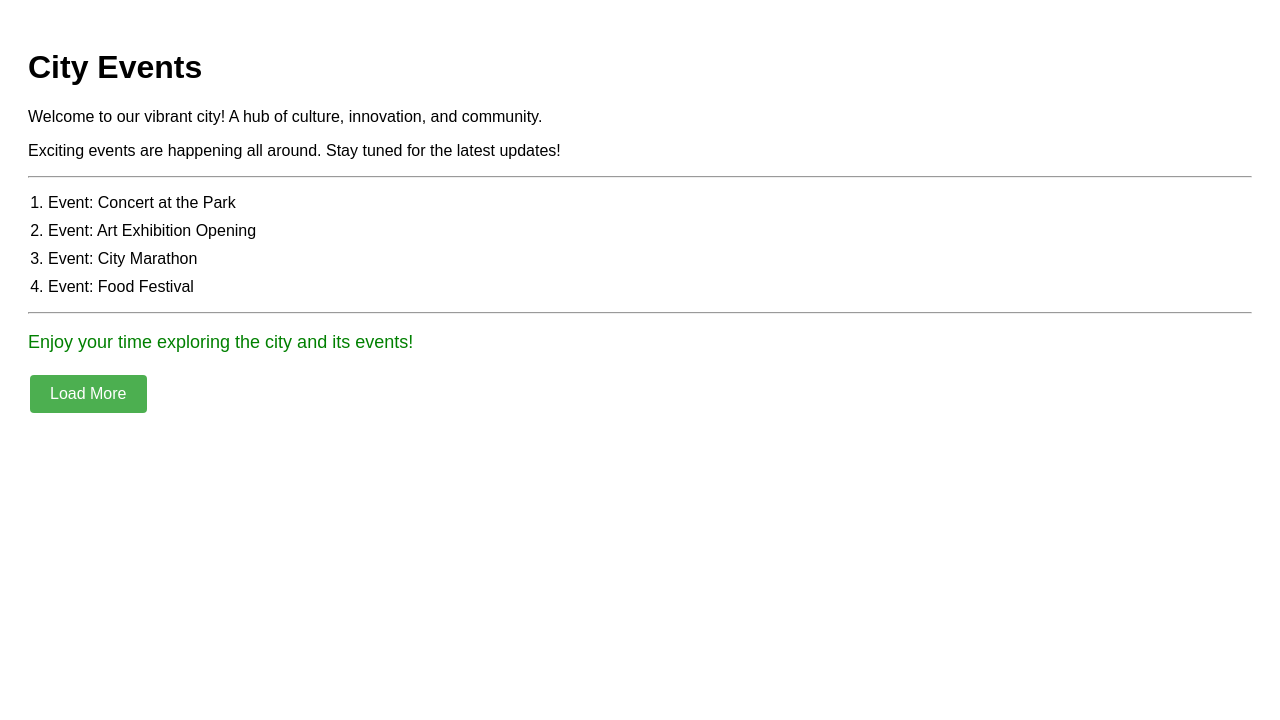 City Events
Welcome to our vibrant city! A hub of culture, innovation, and community.
Exciting events are happening all around. Stay tuned for the latest updates!
1. Event: Concert at the Park
2. Event: Art Exhibition Opening
3. Event: City Marathon
4. Event: Food Festival
Enjoy your time exploring the city and its events!
Load More